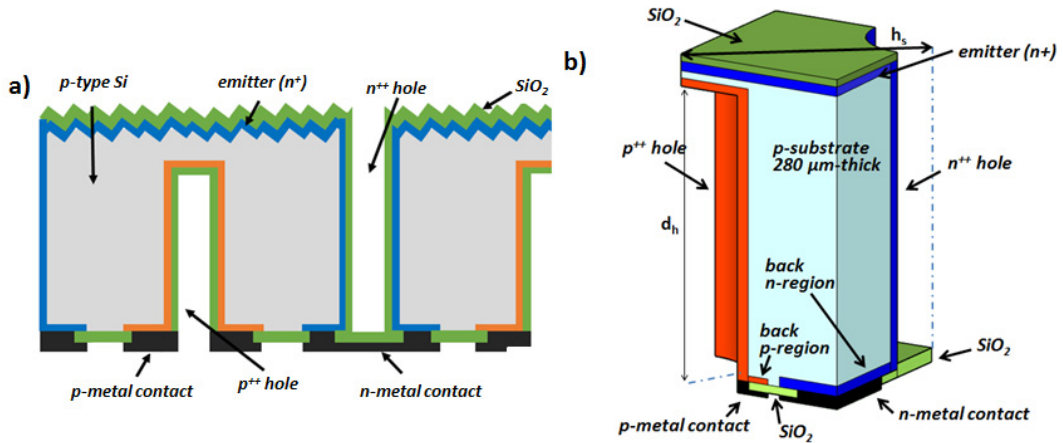 a)
p-type Si
emitter (n⁺)
n⁺⁺ hole
SiO₂
p-metal contact
p⁺⁺ hole
n-metal contact
b)
SiO₂
hₛ
emitter (n+)
p⁺⁺ hole
p-substrate
280 μm-thick
n⁺⁺ hole
dₕ
back
n-region
back
p-region
SiO₂
p-metal contact
SiO₂
n-metal contact